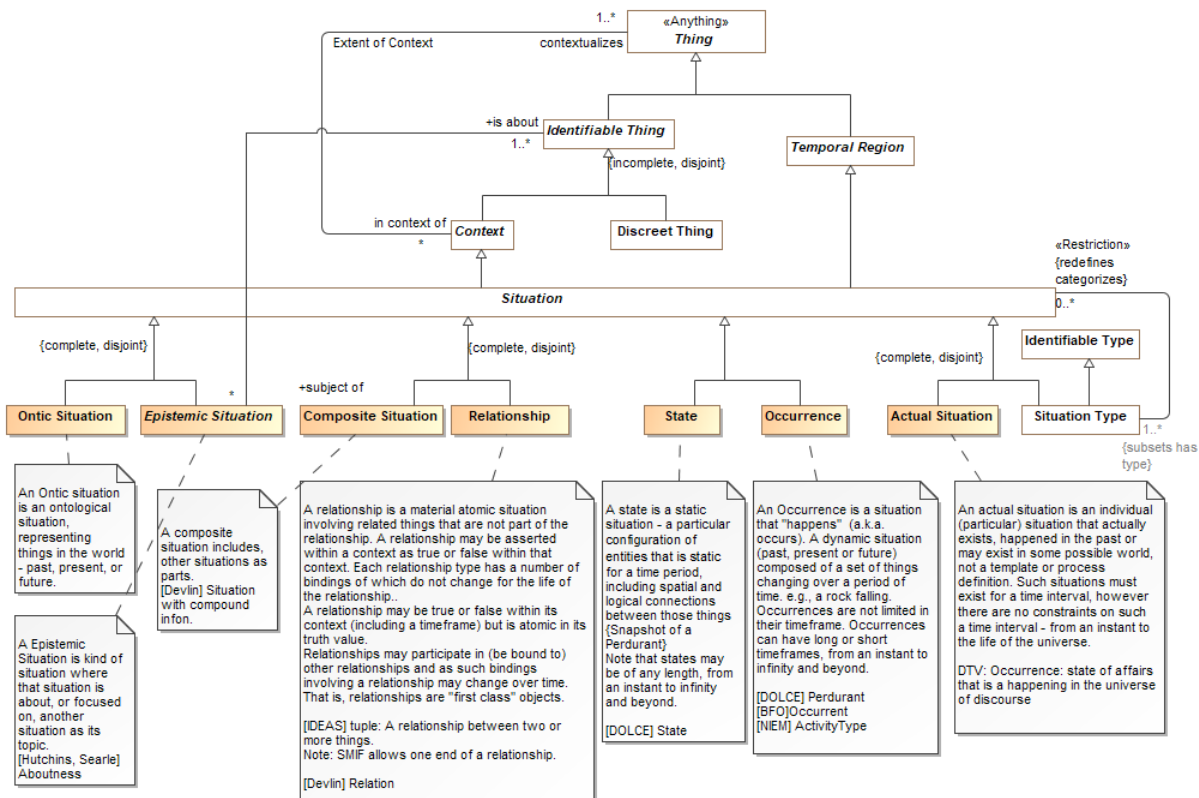 1..*
«Anything»
Thing
Extent of Context
contextualizes
+is about
1..*
Identifiable Thing
Temporal Region
{incomplete, disjoint}
in context of
*
Context
Discreet Thing
«Restriction»
{redefines
categorizes}
0..*
Situation
{complete, disjoint}
{complete, disjoint}
{complete, disjoint}
Identifiable Type
*
+subject of
Ontic Situation
Epistemic Situation
Composite Situation
Relationship
State
Occurrence
Actual Situation
Situation Type
1..*
{subsets has
type}
An Ontic situation
is an ontological
situation,
representing
things in the world
- past, present, or
future.
A Epistemic
Situation is kind of
situation where
that situation is
about, or focused
on, another
situation as its
topic.
[Hutchins, Searle]
Aboutness
A composite
situation includes,
other situations as
parts.
[Devlin] Situation
with compound
infon.
A relationship is a material atomic situation
involving related things that are not part of the
relationship. A relationship may be asserted
within a context as true or false within that
context. Each relationship type has a number of
bindings of which do not change for the life of
the relationship..
A relationship may be true or false within its
context (including a timeframe) but is atomic in its
truth value.
Relationships may participate in (be bound to)
other relationships and as such bindings
involving a relationship may change over time.
That is, relationships are "first class" objects.
[IDEAS] tuple: A relationship between two or
more things.
Note: SMIF allows one end of a relationship.
[Devlin] Relation
A state is a static
situation - a particular
configuration of
entities that is static
for a time period,
including spatial and
logical connections
between those things
{Snapshot of a
Perdurant}
Note that states may
be of any length, from
an instant to infinity
and beyond.
[DOLCE] State
An Occurrence is a situation
that "happens" (a.k.a.
occurs). A dynamic situation
(past, present or future)
composed of a set of things
changing over a period of
time. e.g., a rock falling.
Occurrences are not limited in
their timeframe. Occurrences
can have long or short
timeframes, from an instant to
infinity and beyond.
[DOLCE] Perdurant
[BFO]Occurrent
[NIEM] ActivityType
An actual situation is an individual
(particular) situation that actually
exists, happened in the past or
may exist in some possible world,
not a template or process
definition. Such situations must
exist for a time interval, however
there are no constraints on such
a time interval - from an instant to
the life of the universe.
DTV: Occurrence: state of affairs
that is a happening in the universe
of discourse